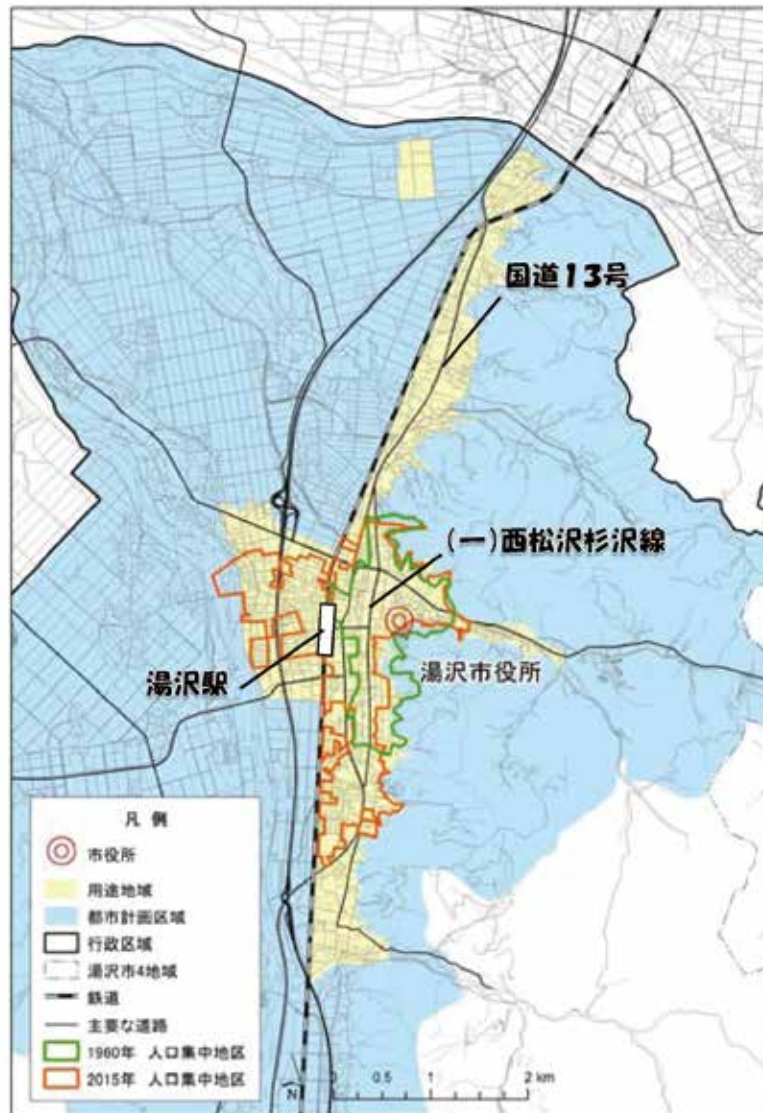 国道13号
(一)西松沢杉沢線
湯沢駅
湯沢市役所
凡 例
市役所
用途地域
都市計画区域
行政区域
湯沢市4地域
鉄道
主要な道路
1960年 人口集中地区
2015年 人口集中地区
N
0 0.5 1 2 km